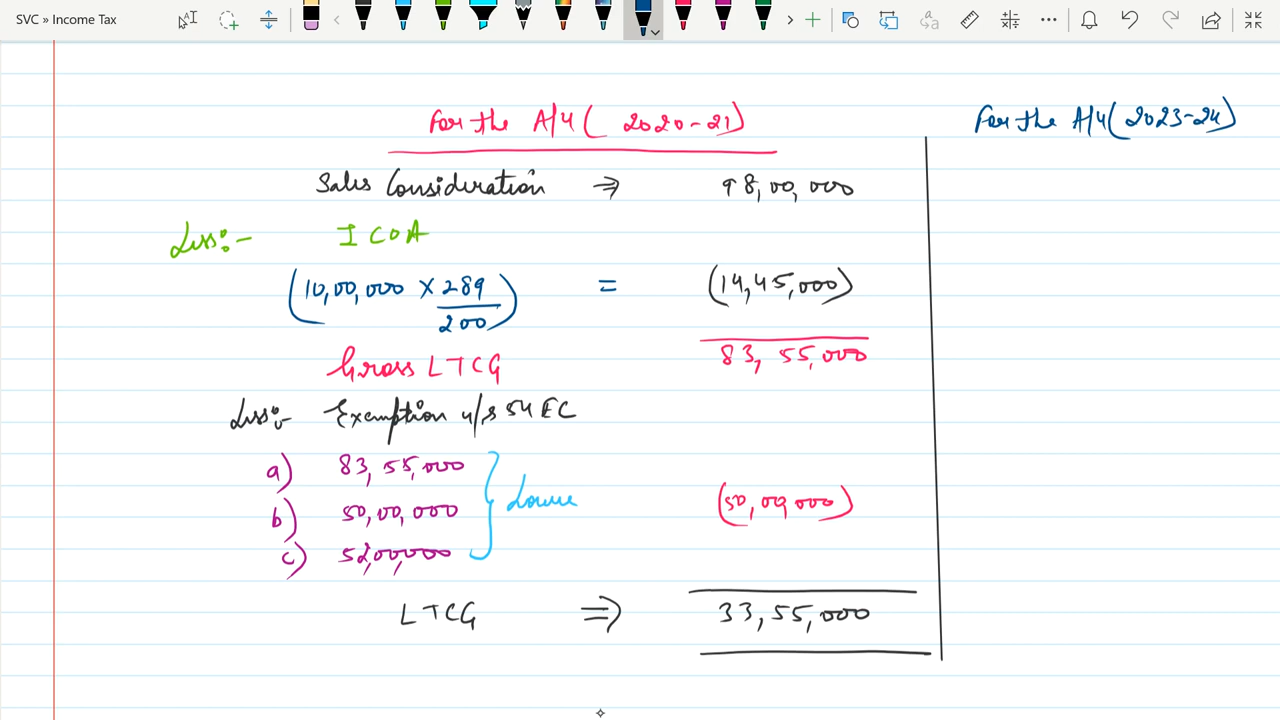 SVC » Income Tax
For the A/y ( 2020-21)
Sales Consideration ⇒ 98,00,000
Less:- ICOA
(10,00,000 × 289/200) = (14,45,000)
Gross LTCG 83,55,000
Less:- Exemption u/s 54 EC
a) 83,55,000
b) 50,00,000
c) 52,00,000
Lower (50,00,000)
LTCG ⇒ 33,55,000
For the A/y (2023-24)